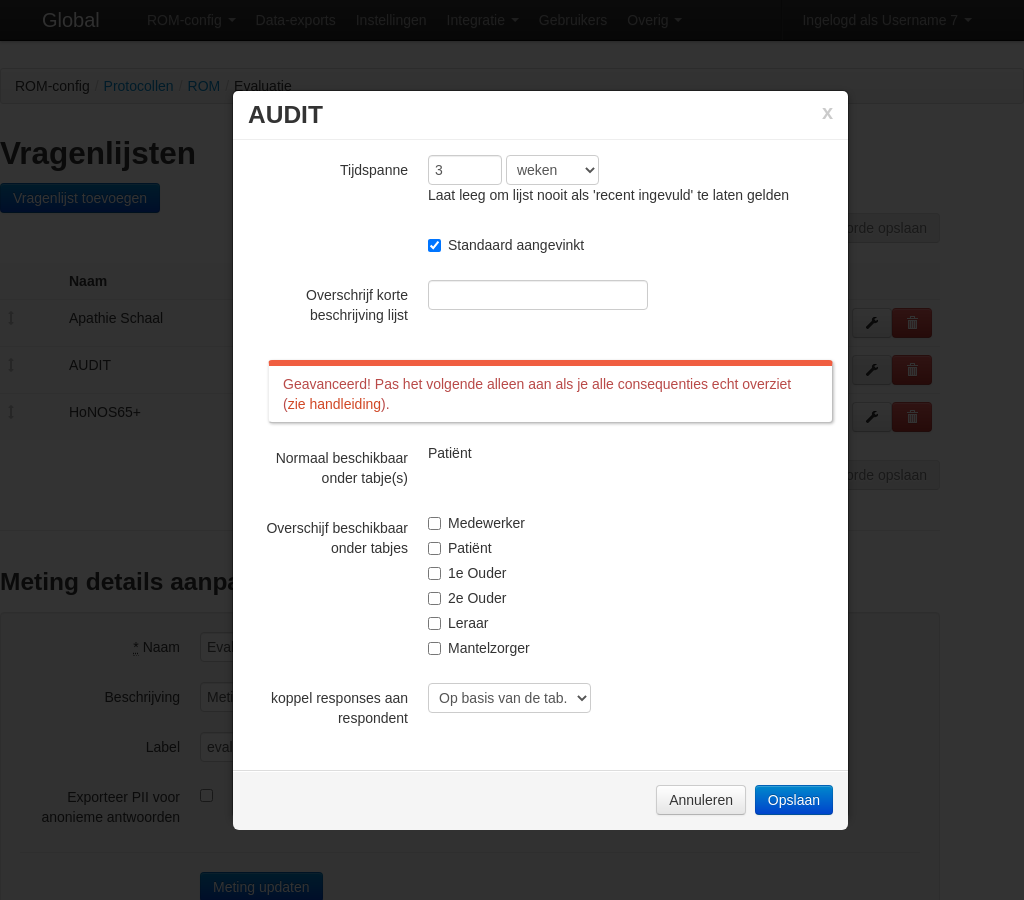 Global ROM-config Data-exports Instellingen Integratie Gebruikers Overig Ingelogd als Username 7
ROM-config / Protocollen / ROM / Evaluatie
AUDIT
x
Vragenlijsten
Vragenlijst toevoegen
Tijdspanne 3 weken
Laat leeg om lijst nooit als 'recent ingevuld' te laten gelden
orde opslaan
Standaard aangevinkt
Naam
Overschrijf korte
beschrijving lijst
Apathie Schaal
AUDIT
Geavanceerd! Pas het volgende alleen aan als je alle consequenties echt overziet
(zie handleiding).
HoNOS65+
Normaal beschikbaar
onder tabje(s)
Patiënt
orde opslaan
Overschijf beschikbaar
onder tabjes
Medewerker
Patiënt
1e Ouder
2e Ouder
Leraar
Mantelzorger
Meting details aanpa
* Naam Eval
Beschrijving Meti
Label eval
koppel responses aan
respondent
Op basis van de tab.
Exporteer PII voor
anonieme antwoorden
Annuleren Opslaan
Meting updaten